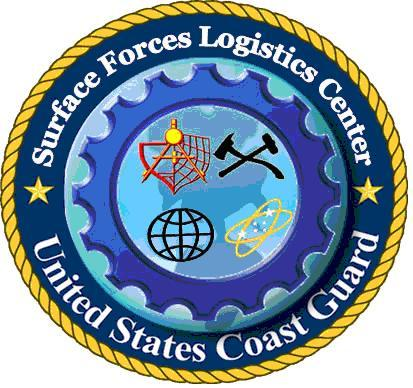 Surface Forces Logistics Center
United States Coast Guard